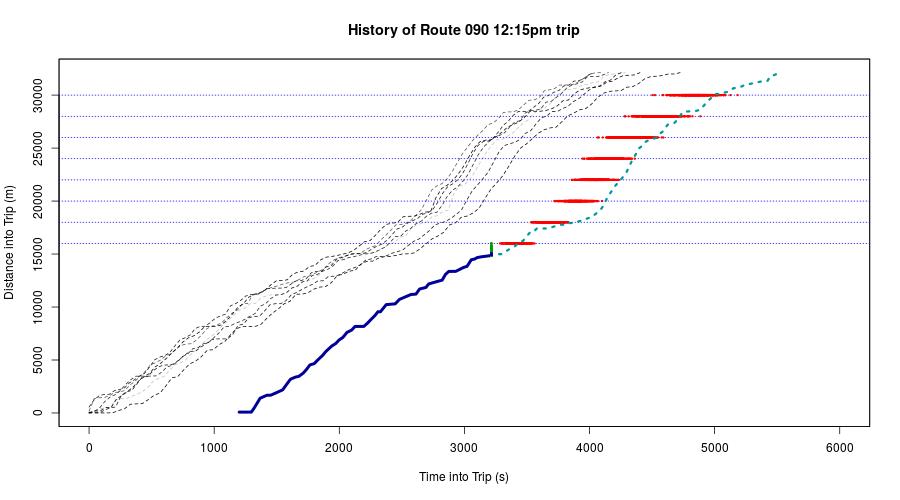 History of Route 090 12:15pm trip
Distance into Trip (m)
30000
25000
20000
15000
10000
5000
0
0 1000 2000 3000 4000 5000 6000
Time into Trip (s)